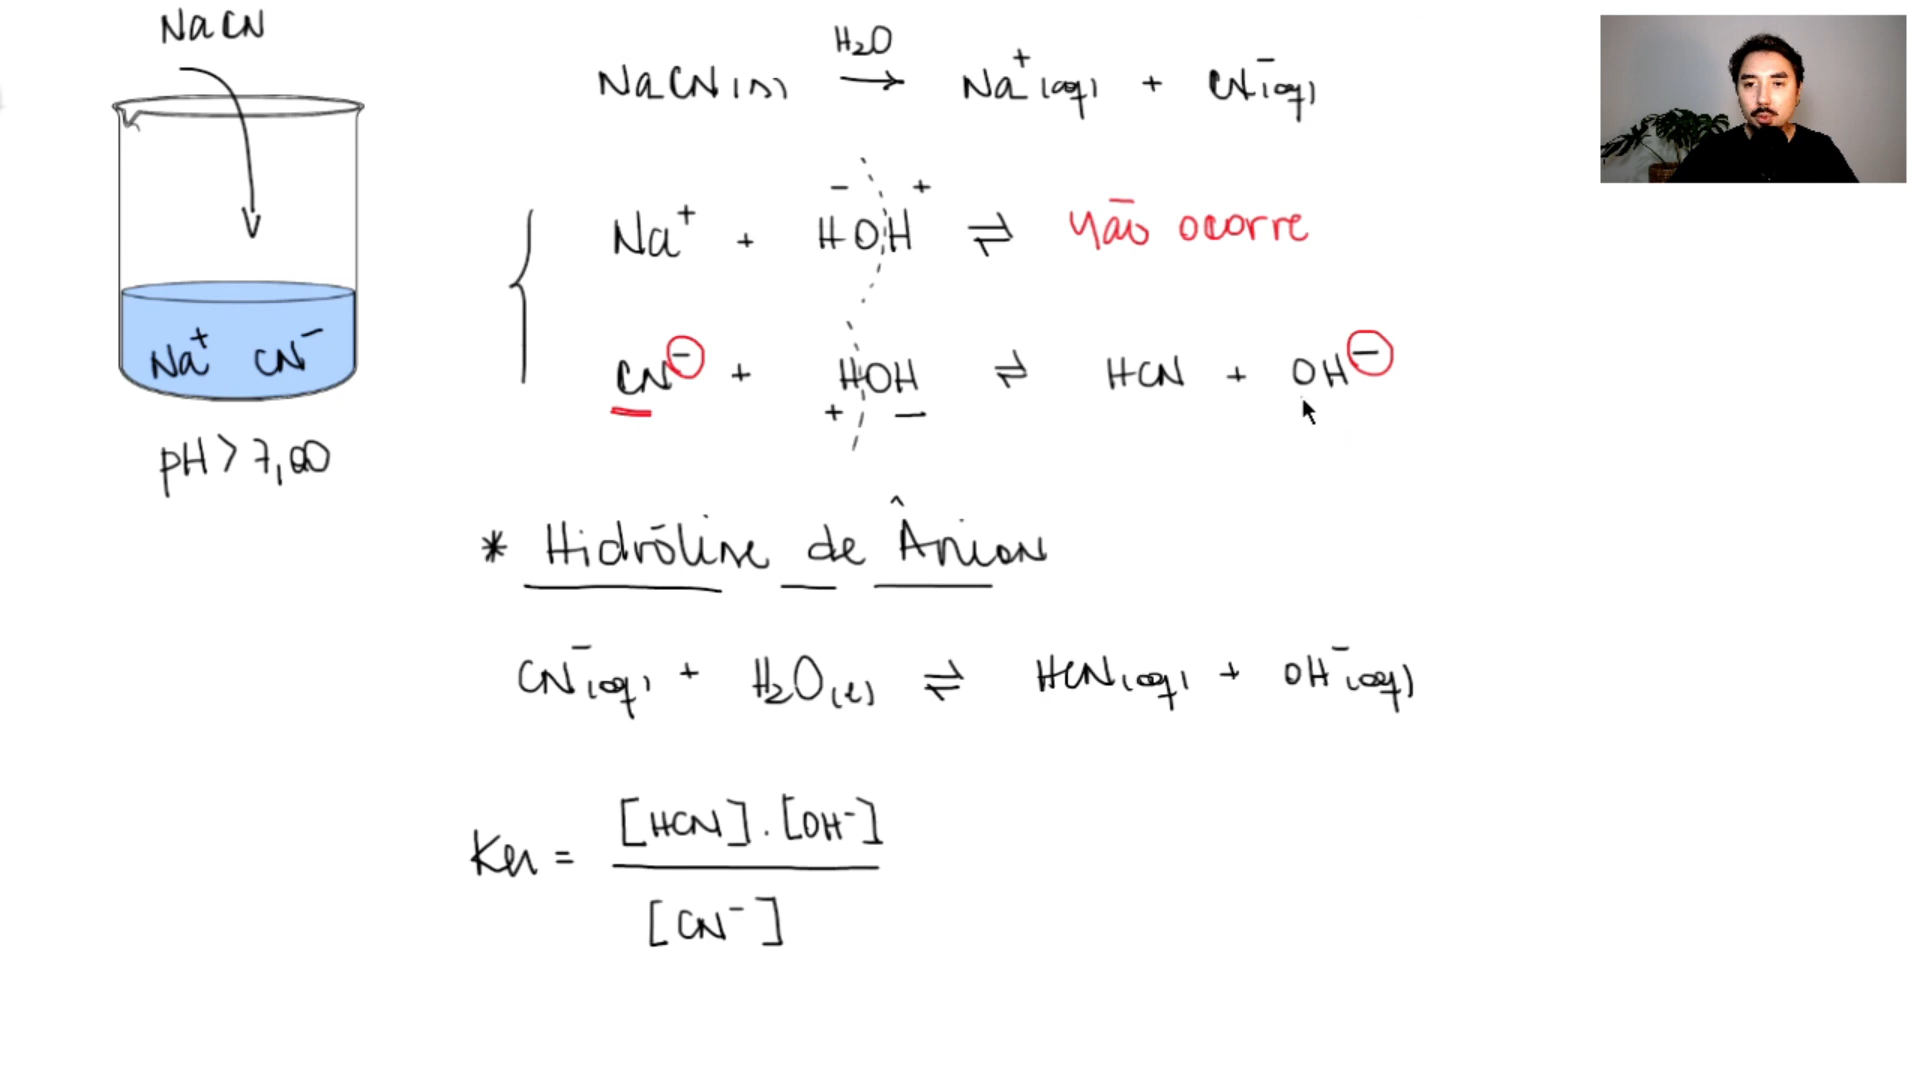 NaCN
NaCN(s) H₂O → Na⁺(aq) + CN⁻(aq)
− +
Na⁺ + HOH ⇌ Não ocorre
CN⁻ + HOH ⇌ HCN + OH⁻
+ −
Na⁺ CN⁻
pH > 7,00
* Hidrólise de Ânion
CN⁻(aq) + H₂O(l) ⇌ HCN(aq) + OH⁻(aq)
Kh = [HCN].[OH⁻]
[CN⁻]